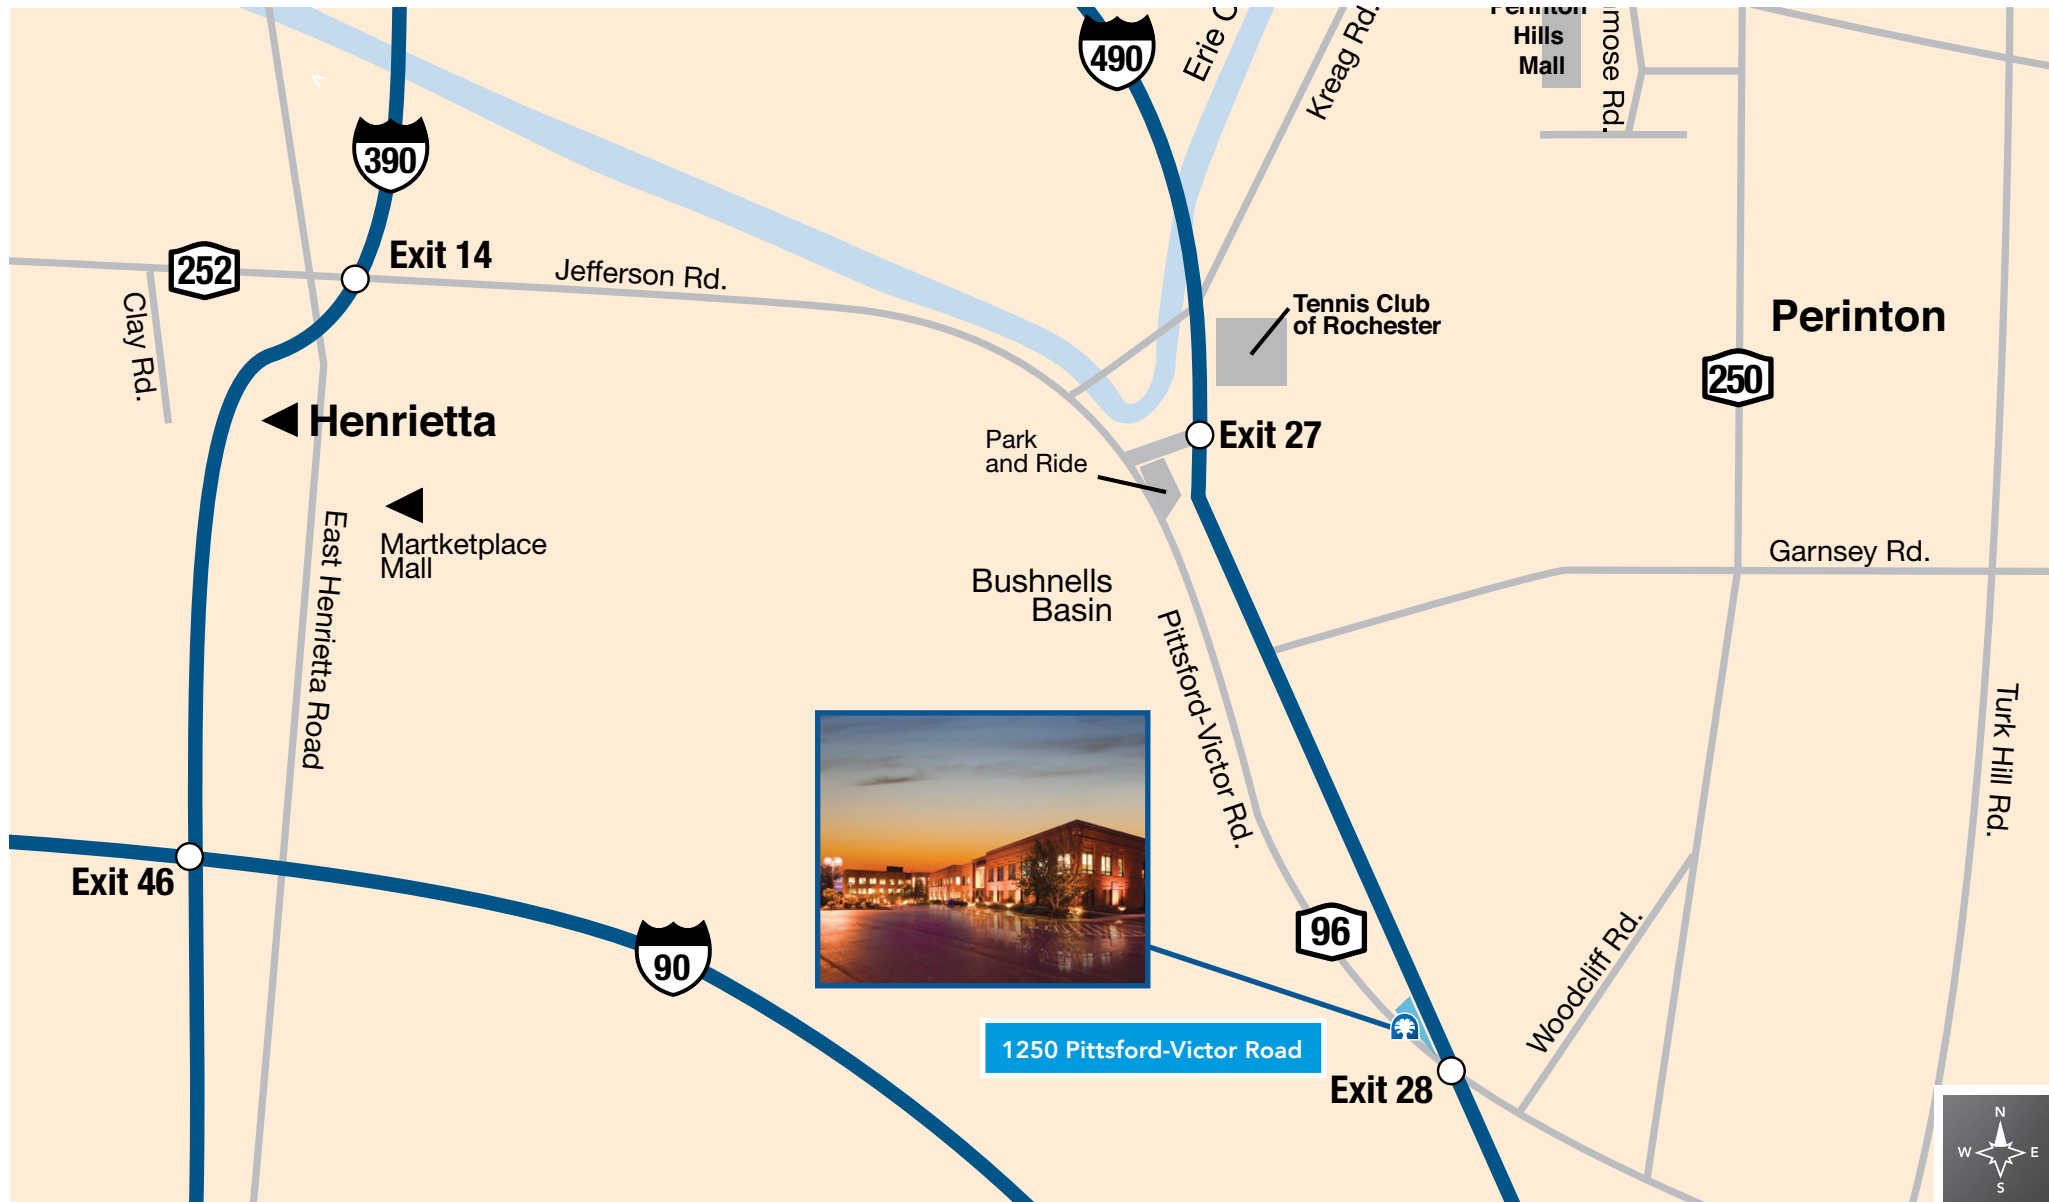 490
Erie C
Kreag Rd.
Perinton
Hills
Mall
mose Rd.
390
252
Exit 14
Jefferson Rd.
Clay Rd.
Tennis Club
of Rochester
Perinton
250
Henrietta
Park
and Ride
Exit 27
East Henrietta Road
Martketplace
Mall
Bushnells
Basin
Garnsey Rd.
Pittsford-Victor Rd.
Turk Hill Rd.
Exit 46
90
96
Woodcliff Rd.
1250 Pittsford-Victor Road
Exit 28
N
W E
S